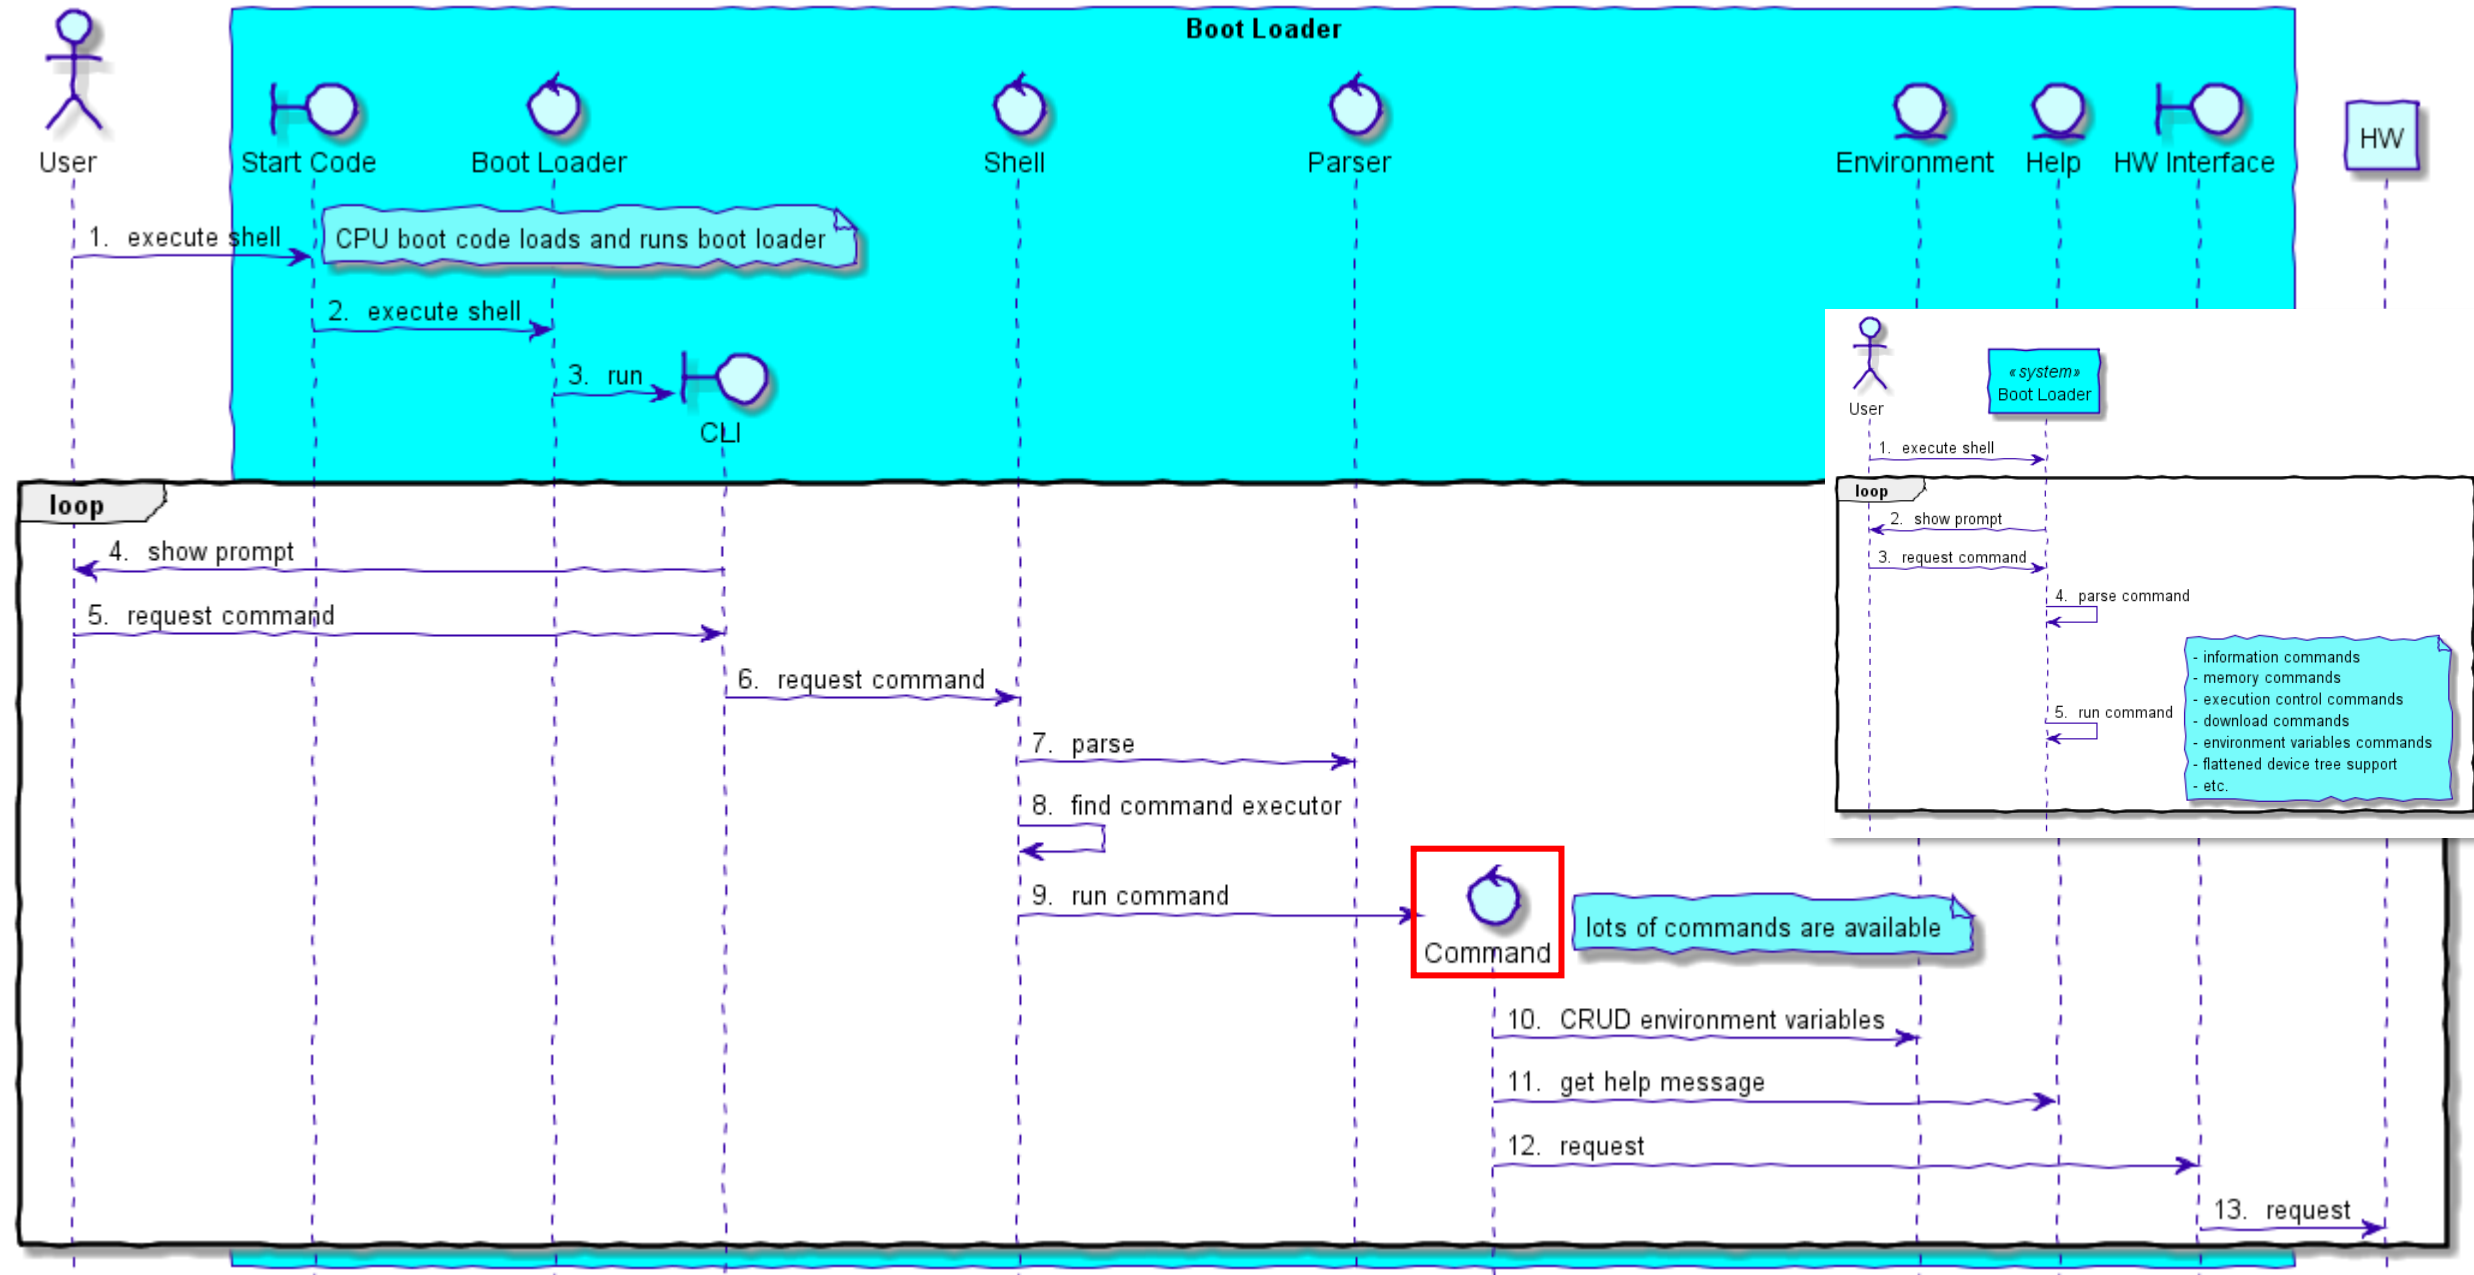 Boot Loader
User
Start Code
Boot Loader
Shell
Parser
Environment
Help
HW Interface
HW
1. execute shell
CPU boot code loads and runs boot loader
2. execute shell
3. run
CLI
loop
4. show prompt
5. request command
6. request command
7. parse
8. find command executor
9. run command
Command
lots of commands are available
10. CRUD environment variables
11. get help message
12. request
13. request
User
«system»
Boot Loader
1. execute shell
loop
2. show prompt
3. request command
4. parse command
5. run command
- information commands
- memory commands
- execution control commands
- download commands
- environment variables commands
- flattened device tree support
- etc.